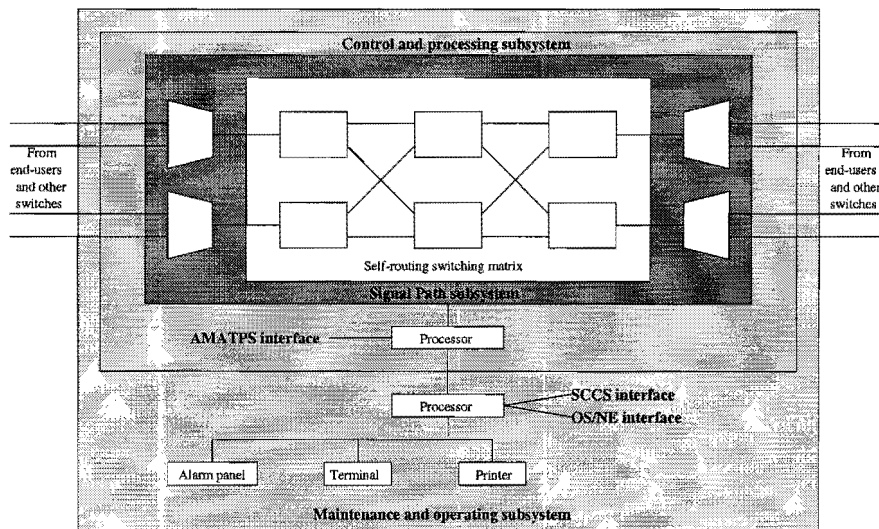 Control and processing subsystem
From
end-users
and other
switches
From
end-users
and other
switches
Self-routing switching matrix
Signal Path subsystem
AMATPS interface
Processor
Processor
SCCS interface
OS/NE interface
Alarm panel
Terminal
Printer
Maintenance and operating subsystem